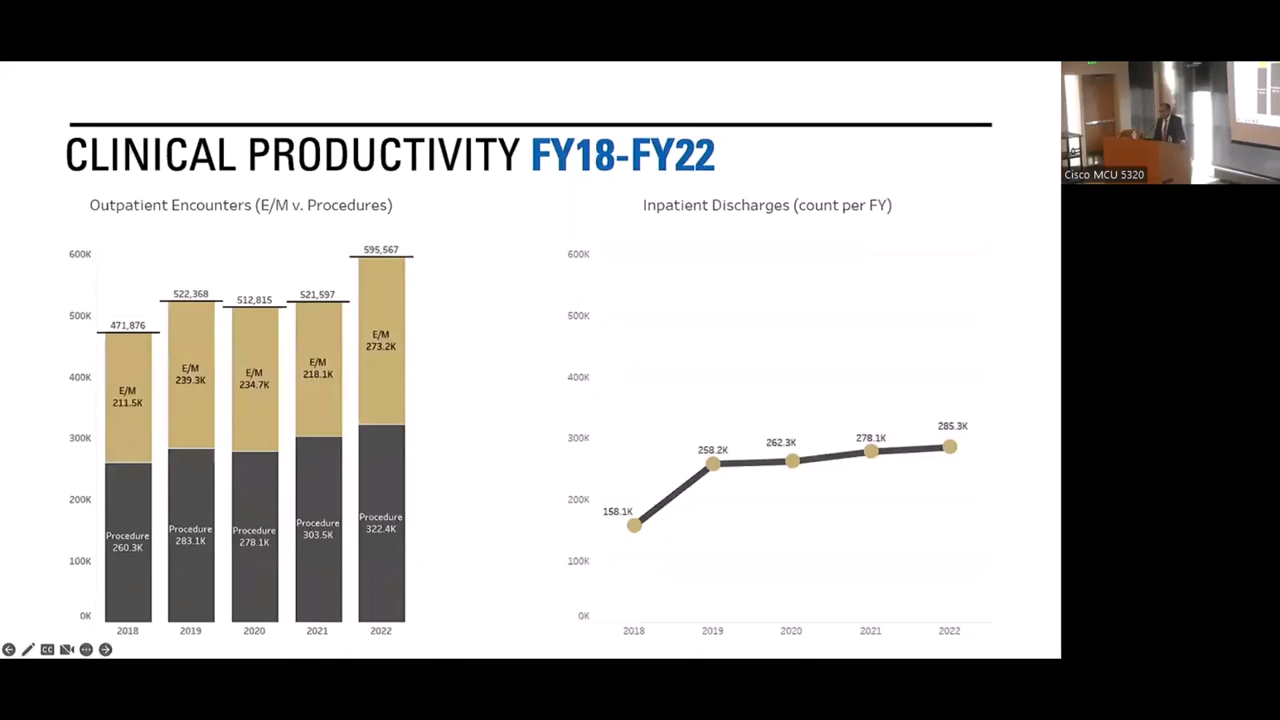 CLINICAL PRODUCTIVITY FY18-FY22
Outpatient Encounters (E/M v. Procedures)
600K
500K
400K
300K
200K
100K
0K
471,876
E/M
211.5K
Procedure
260.3K
2018
522,368
E/M
239.3K
Procedure
283.1K
2019
512,815
E/M
234.7K
Procedure
278.1K
2020
521,597
E/M
218.1K
Procedure
303.5K
2021
595,567
E/M
273.2K
Procedure
322.4K
2022
Inpatient Discharges (count per FY)
600K
500K
400K
300K
200K
100K
0K
158.1K
258.2K
262.3K
278.1K
285.3K
2018
2019
2020
2021
2022
CC
Cisco MCU 5320